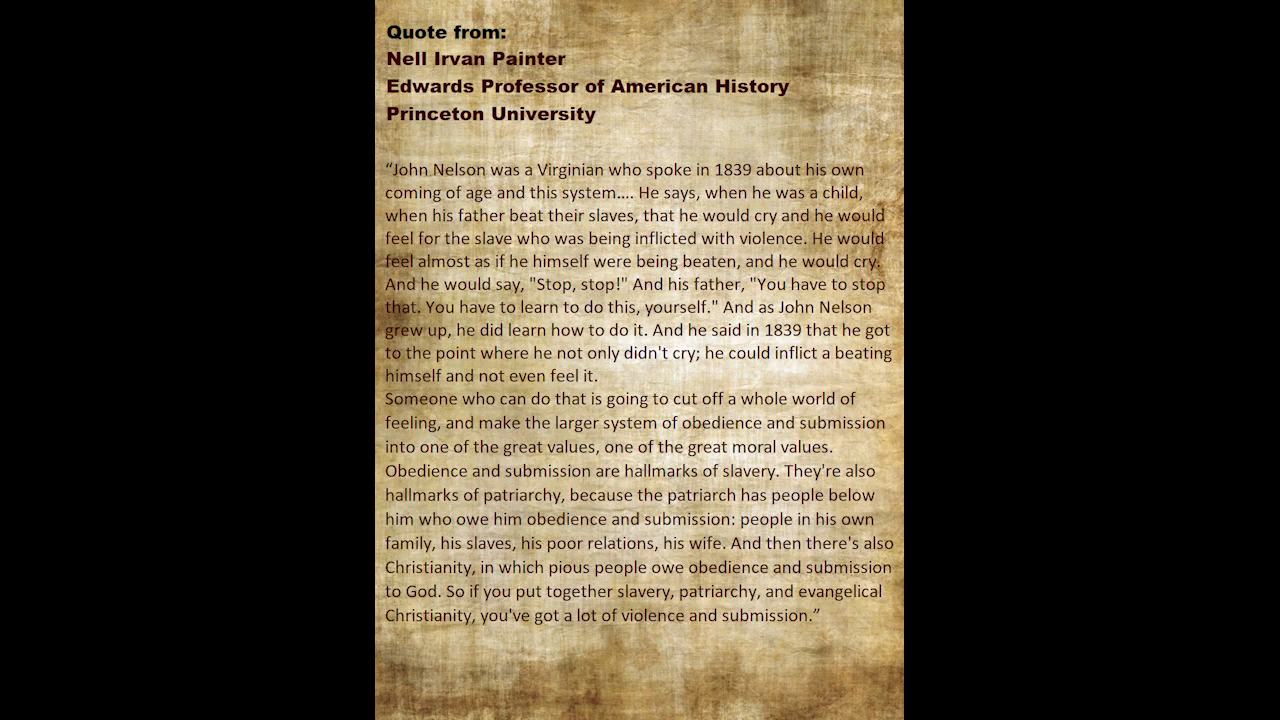 Quote from:
Nell Irvan Painter
Edwards Professor of American History
Princeton University
“John Nelson was a Virginian who spoke in 1839 about his own
coming of age and this system.... He says, when he was a child,
when his father beat their slaves, that he would cry and he would
feel for the slave who was being inflicted with violence. He would
feel almost as if he himself were being beaten, and he would cry.
And he would say, "Stop, stop!" And his father, "You have to stop
that. You have to learn to do this, yourself." And as John Nelson
grew up, he did learn how to do it. And he said in 1839 that he got
to the point where he not only didn't cry; he could inflict a beating
himself and not even feel it.
Someone who can do that is going to cut off a whole world of
feeling, and make the larger system of obedience and submission
into one of the great values, one of the great moral values.
Obedience and submission are hallmarks of slavery. They're also
hallmarks of patriarchy, because the patriarch has people below
him who owe him obedience and submission: people in his own
family, his slaves, his poor relations, his wife. And then there's also
Christianity, in which pious people owe obedience and submission
to God. So if you put together slavery, patriarchy, and evangelical
Christianity, you've got a lot of violence and submission.”